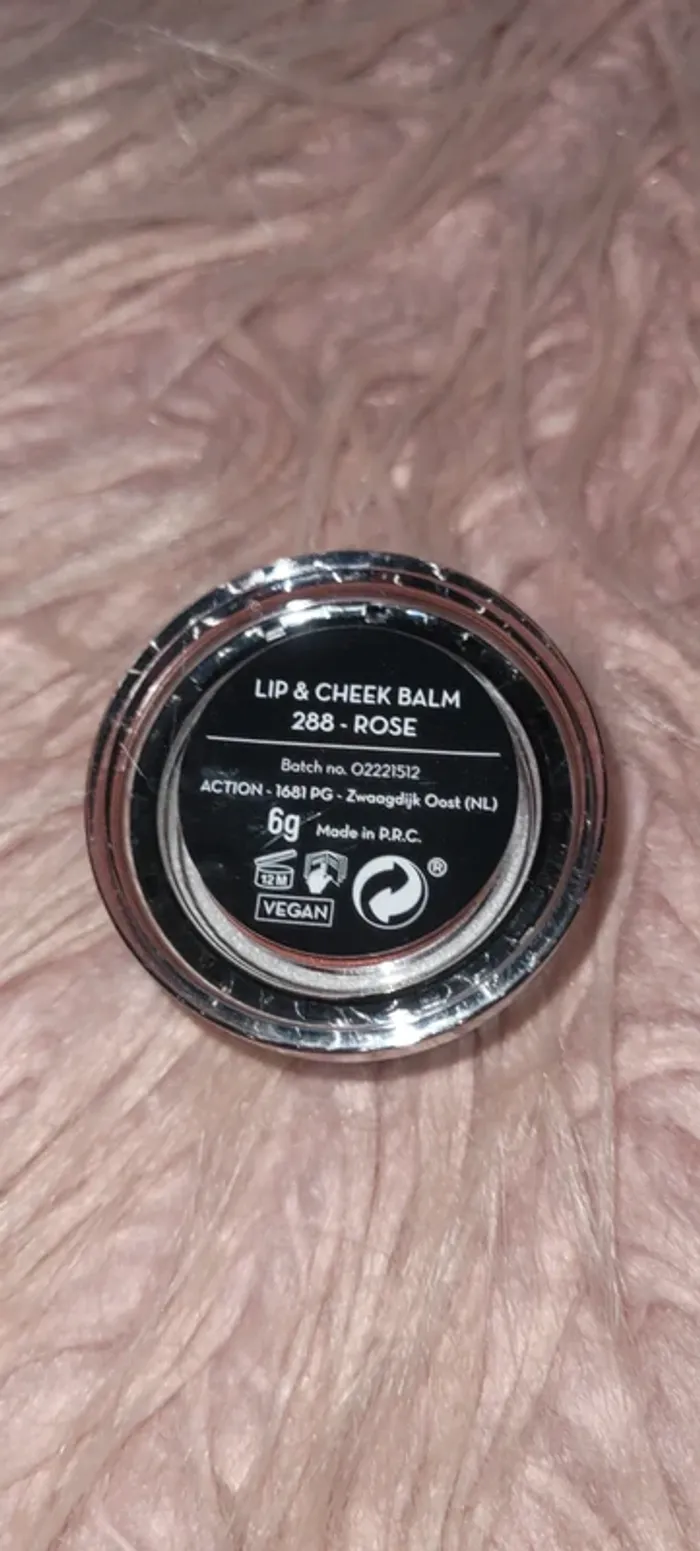 LIP & CHEEK BALM
288 - ROSE
Batch no. 02221512
ACTION - 1681 PG - Zwaagdijk Oost (NL)
6g Made in P.R.C.
12M
®
VEGAN